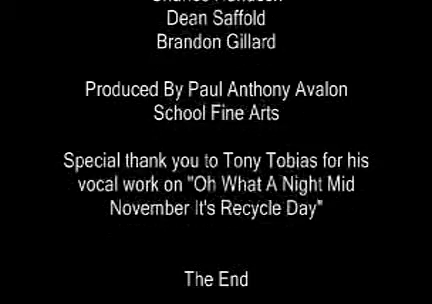 Dean Saffold
Brandon Gillard
Produced By Paul Anthony Avalon
School Fine Arts
Special thank you to Tony Tobias for his
vocal work on "Oh What A Night Mid
November It's Recycle Day"
The End